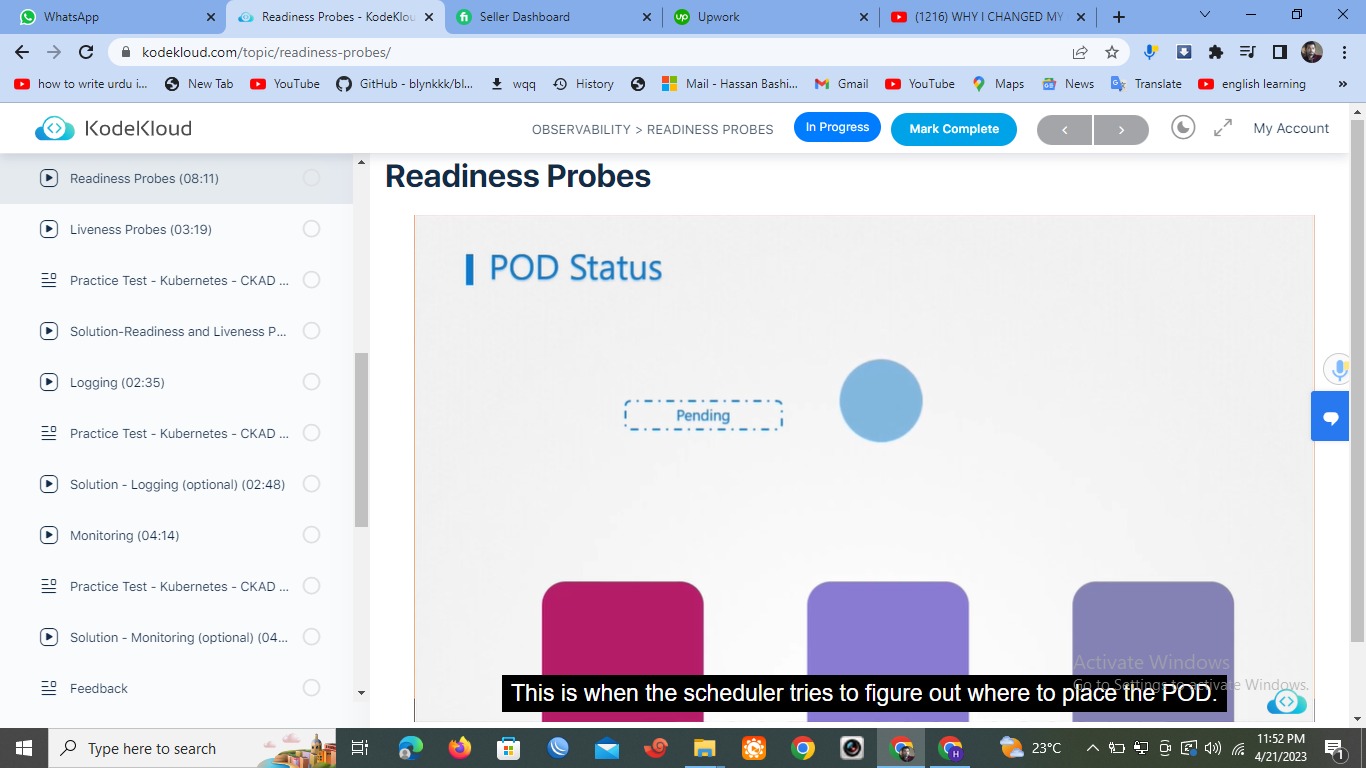 WhatsApp
Readiness Probes - KodeKlou
Seller Dashboard
Upwork
(1216) WHY I CHANGED MY
kodekloud.com/topic/readiness-probes/
how to write urdu i...
New Tab
YouTube
GitHub - blynkkk/bl...
wqq
History
Mail - Hassan Bashi...
Gmail
YouTube
Maps
News
Translate
english learning
KodeKloud
OBSERVABILITY > READINESS PROBES
In Progress
Mark Complete
My Account
Readiness Probes (08:11)
Liveness Probes (03:19)
Practice Test - Kubernetes - CKAD ...
Solution-Readiness and Liveness P...
Logging (02:35)
Practice Test - Kubernetes - CKAD ...
Solution - Logging (optional) (02:48)
Monitoring (04:14)
Practice Test - Kubernetes - CKAD ...
Solution - Monitoring (optional) (04...
Feedback
Readiness Probes
POD Status
Pending
This is when the scheduler tries to figure out where to place the POD.
Activate Windows
Go to Settings to activate Windows.
Type here to search
23°C
11:52 PM
4/21/2023
1